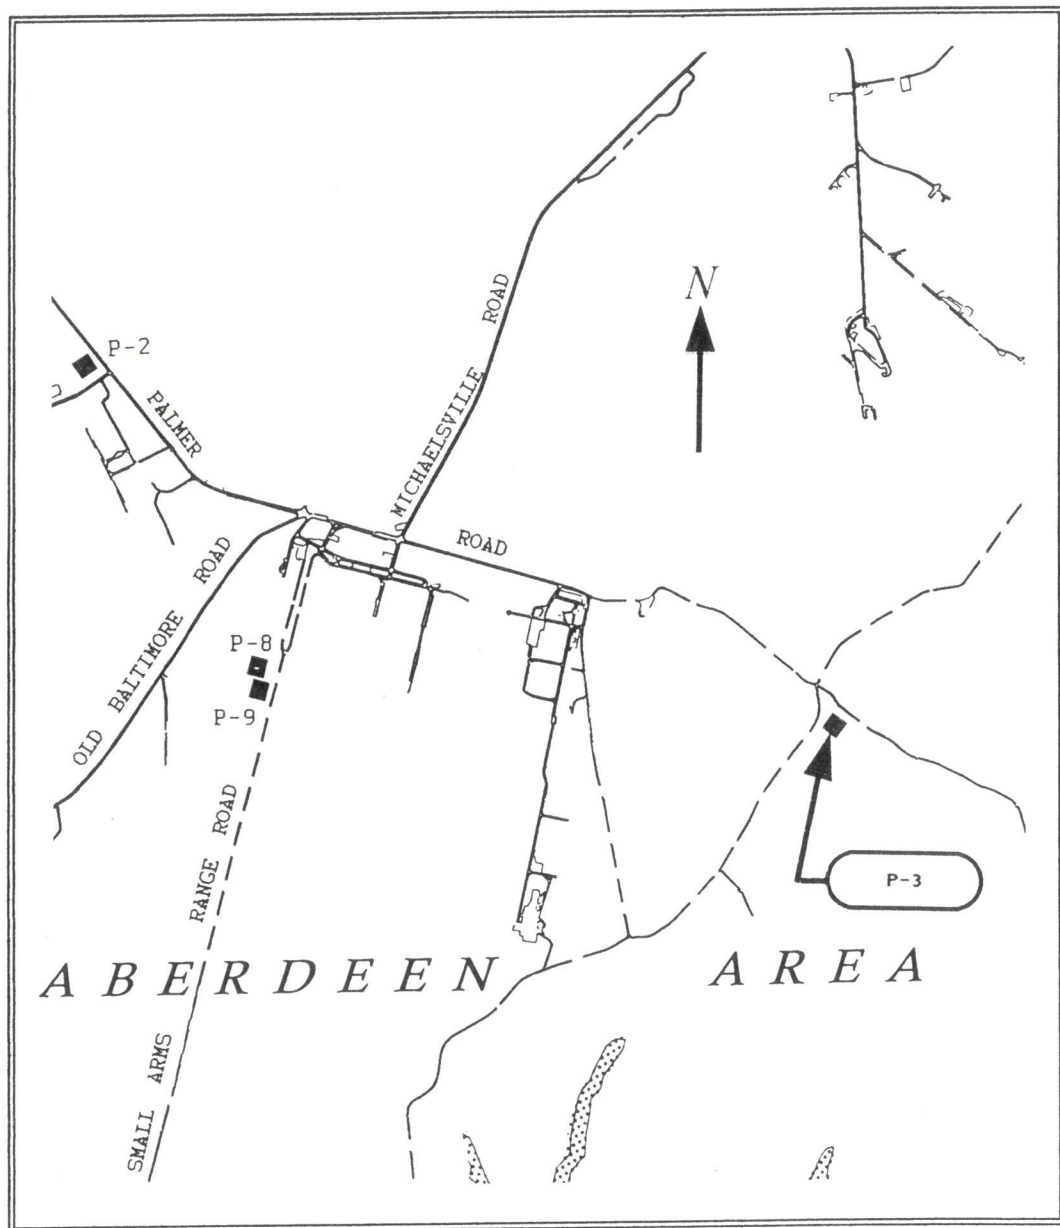 N
P-2
PALMER
MICHAELSVILLE ROAD
ROAD
OLD BALTIMORE ROAD
P-8
P-9
P-3
SMALL ARMS RANGE ROAD
ABERDEEN AREA